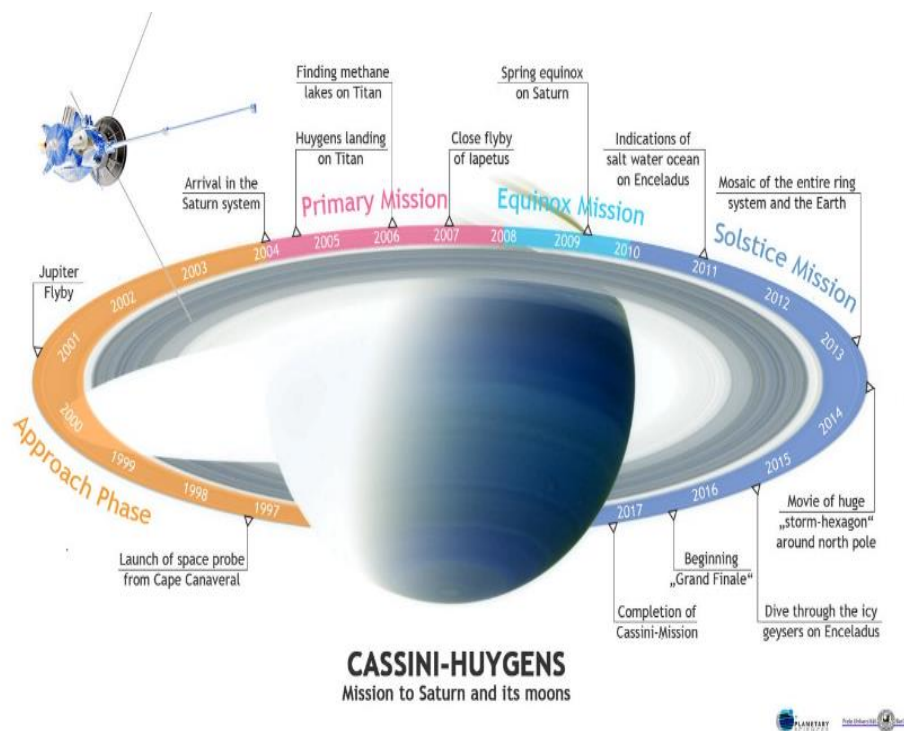 Finding methane
lakes on Titan
Spring equinox
on Saturn
Huygens landing
on Titan
Close flyby
of Iapetus
Indications of
salt water ocean
on Enceladus
Arrival in the
Saturn system
Mosaic of the entire ring
system and the Earth
Primary Mission
Equinox Mission
Solstice Mission
Jupiter
Flyby
Approach Phase
1997
1998
1999
2000
2001
2002
2003
2004
2005
2006
2007
2008
2009
2010
2011
2012
2013
2014
2015
2016
2017
Movie of huge
„storm-hexagon“
around north pole
Launch of space probe
from Cape Canaveral
Beginning
„Grand Finale“
Completion of
Cassini-Mission
Dive through the icy
geysers on Enceladus
CASSINI-HUYGENS
Mission to Saturn and its moons
PLANETARY
SCIENCES